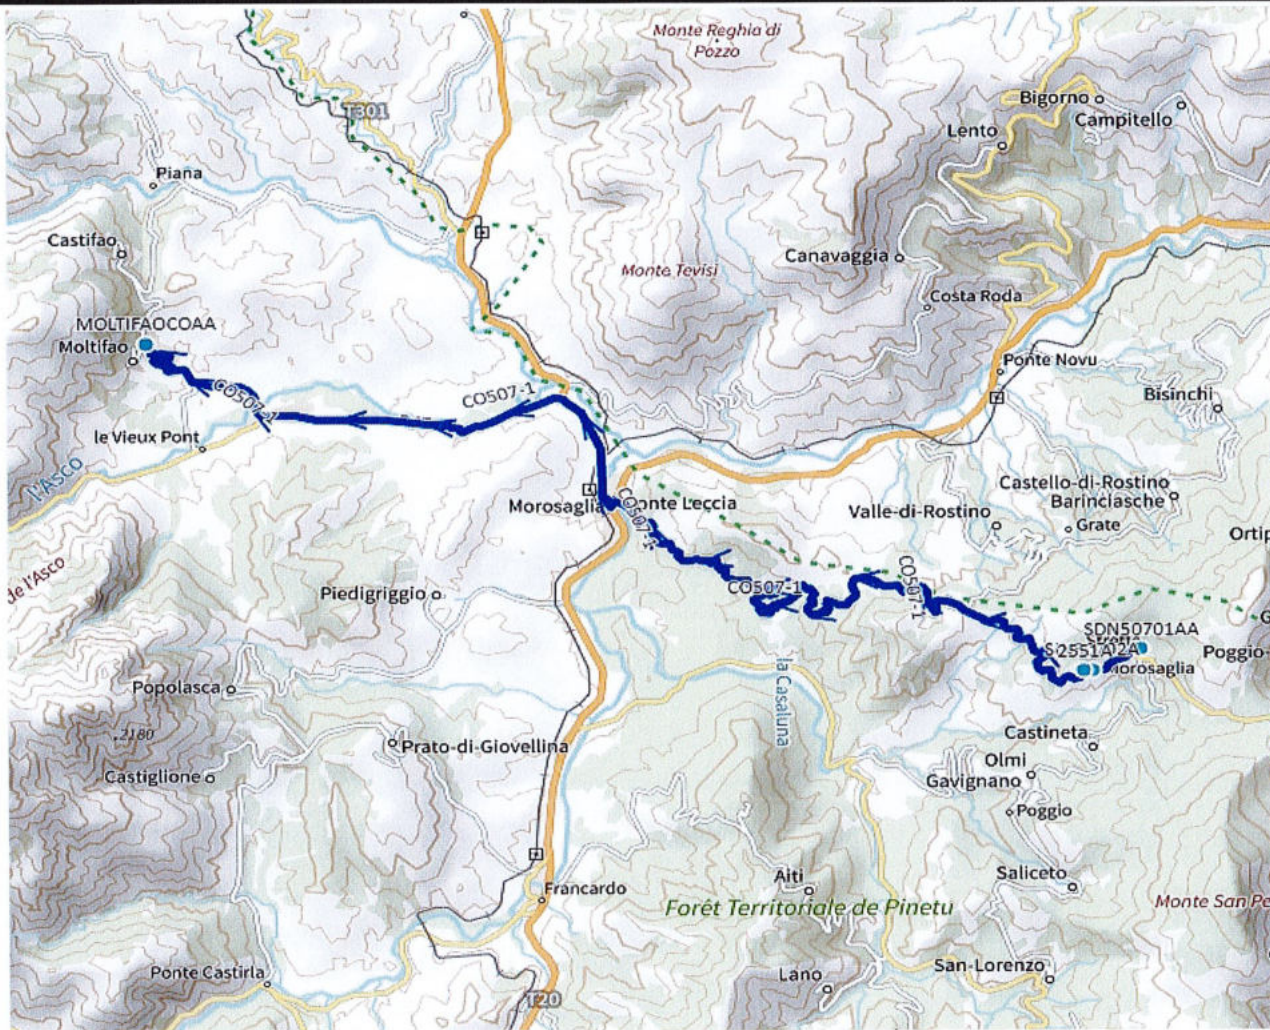 Monte Reghia di
Pozzo
Bigorno
Campitello
T301
Lento
Piana
Castifao
Canavaggia
Monte Tevisi
Costa Roda
MOLTIFAOCOAA
Moltifao
Ponte Novu
CO507-1
CO507-1
Bisinchi
le Vieux Pont
l'Asco
Castello-di-Rostino
Barinciasche
Morosaglia
onte Leccia
Valle-di-Rostino
Grate
CO507-1
Ortip
de l'Asco
Piedigriggio
CO507-1
CO507-1
SDN50701AA
Poggio-
Morosaglia
Popolasca
la Casaluna
.2180
Castineta
Prato-di-Giovellina
Olmi
Castiglione
Gavignano
Poggio
Aiti
Saliceto
Francardo
Forêt Territoriale de Pinetu
Monte San Pe
Ponte Castirla
Lano
San-Lorenzo
T20